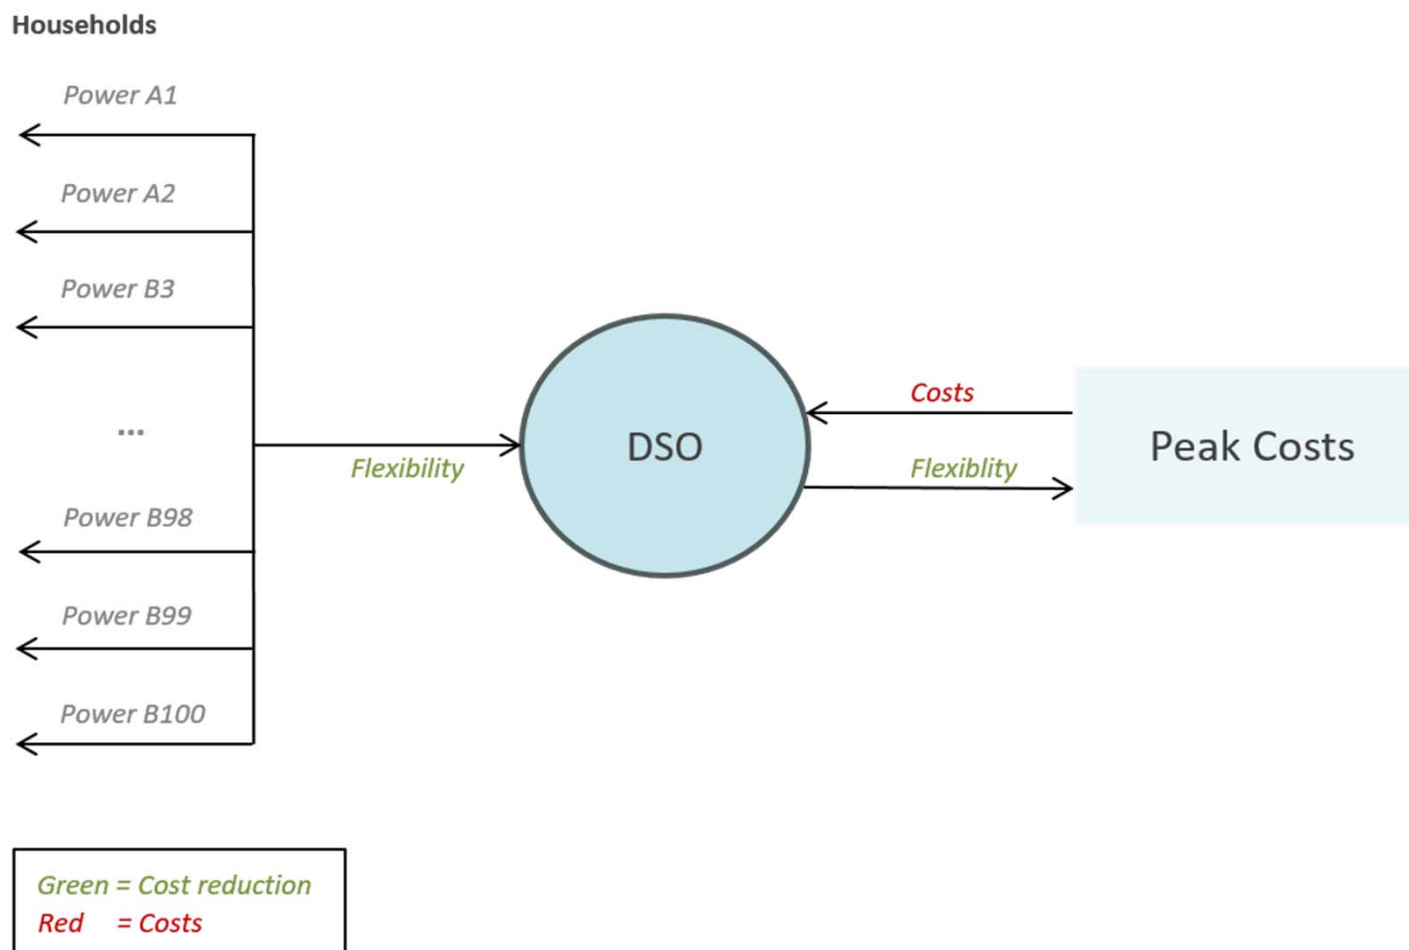 Households
Power A1
Power A2
Power B3
...
Power B98
Power B99
Power B100
Flexibility
DSO
Costs
Flexiblity
Peak Costs
Green = Cost reduction
Red = Costs